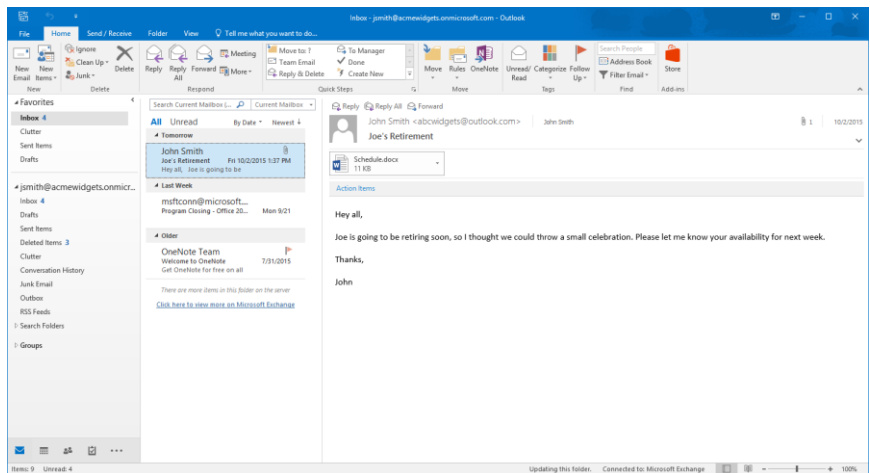 Inbox - jsmith@acmewidgets.onmicrosoft.com - Outlook
File Home Send / Receive Folder View Tell me what you want to do...
New Email
New Items
Ignore
Clean Up
Junk
Delete
Reply
Reply All
Forward
Meeting
More
Move to: ?
Team Email
Reply & Delete
To Manager
Done
Create New
Move
Rules
OneNote
Unread/ Read
Categorize
Follow Up
Search People
Address Book
Filter Email
Store
New Delete Respond Quick Steps Move Tags Find Add-ins
Favorites
Inbox 4
Clutter
Sent Items
Drafts
jsmith@acmewidgets.onmicr...
Inbox 4
Drafts
Sent Items
Deleted Items 3
Clutter
Conversation History
Junk Email
Outbox
RSS Feeds
Search Folders
Groups
Search Current Mailbox (... Current Mailbox
All Unread By Date Newest ↓
Tomorrow
John Smith
Joe's Retirement Fri 10/2/2015 1:37 PM
Hey all, Joe is going to be
Last Week
msftconn@microsoft...
Program Closing - Office 20... Mon 9/21
Older
OneNote Team
Welcome to OneNote 7/31/2015
Get OneNote for free on all
There are more items in this folder on the server
Click here to view more on Microsoft Exchange
Reply Reply All Forward
John Smith <abcwidgets@outlook.com> John Smith 1 10/2/2015
Joe's Retirement
Schedule.docx
11 KB
Action Items
Hey all,
Joe is going to be retiring soon, so I thought we could throw a small celebration. Please let me know your availability for next week.
Thanks,
John
Items: 9 Unread: 4 Updating this folder. Connected to: Microsoft Exchange 100%